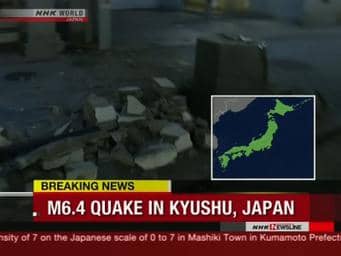 NHK WORLD
JAPAN
BREAKING NEWS
M6.4 QUAKE IN KYUSHU, JAPAN
NHK NEWSLINE
ensity of 7 on the Japanese scale of 0 to 7 in Mashiki Town in Kumamoto Prefect